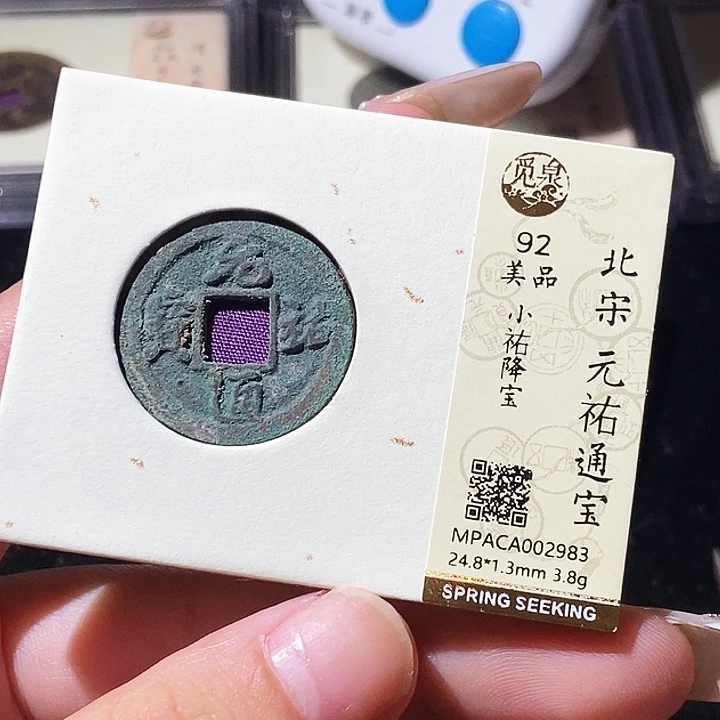 元祐通寳
觅泉
92
美品
小祐降宝
北宋 元祐通宝
MPACA002983
24.8*1.3mm 3.8g
SPRING SEEKING